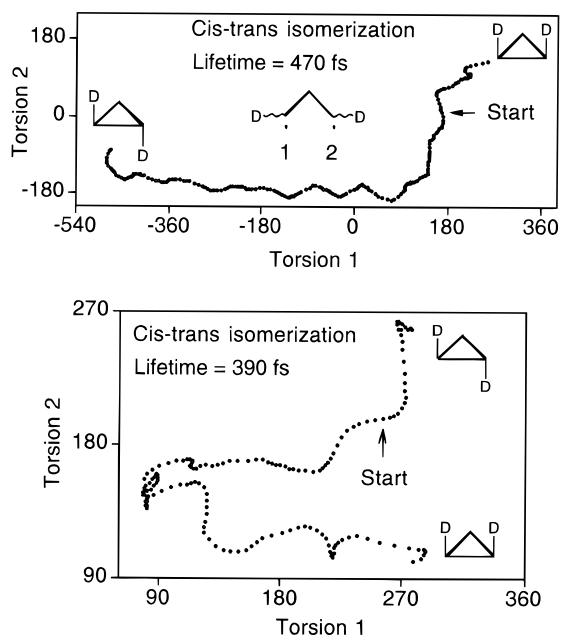 Cis-trans isomerization
Lifetime = 470 fs
D D
D
D
D D
1 2
Start
Torsion 2
180
0
-180
-540 -360 -180 0 180 360
Torsion 1
270
Cis-trans isomerization
Lifetime = 390 fs
D
D
Torsion 2
180
Start
D D
90
90 180 270 360
Torsion 1